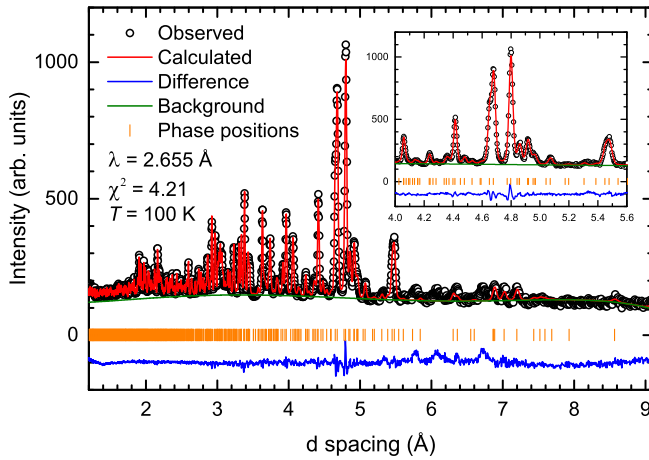 Observed
Calculated
Difference
Background
Phase positions
λ = 2.655 Å
χ² = 4.21
T = 100 K
Intensity (arb. units)
1000
500
0
2 3 4 5 6 7 8 9
d spacing (Å)
1000
500
0
4.0 4.2 4.4 4.6 4.8 5.0 5.2 5.4 5.6